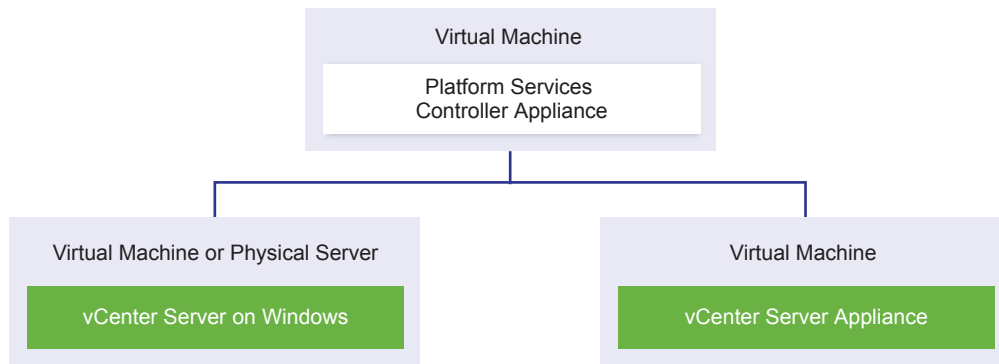 Virtual Machine
Platform Services
Controller Appliance
Virtual Machine or Physical Server
vCenter Server on Windows
Virtual Machine
vCenter Server Appliance